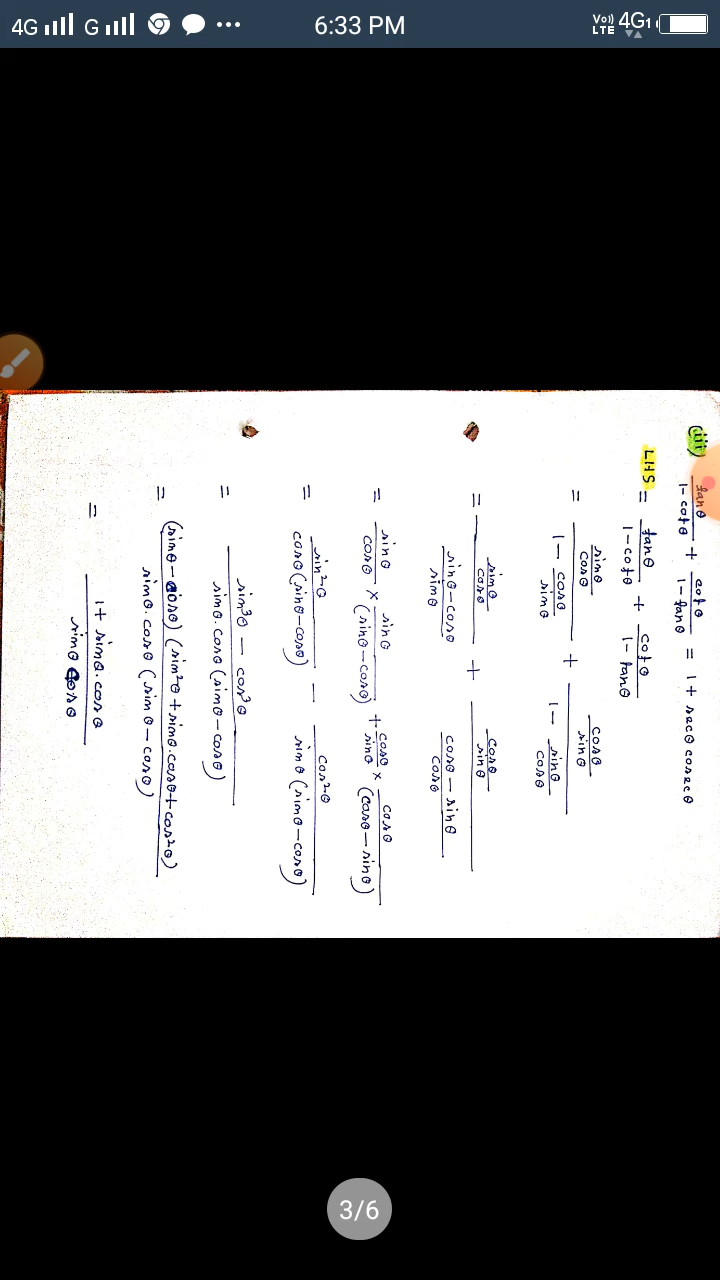 4G G ... 6:33 PM Vo)) LTE 4G1
(iii) tanθ/1-cotθ + cotθ/1-tanθ = 1 + secθ cosecθ
LHS = tanθ/1-cotθ + cotθ/1-tanθ
= sinθ/cosθ / 1 - cosθ/sinθ + cosθ/sinθ / 1 - sinθ/cosθ
= sinθ/cosθ / sinθ-cosθ/sinθ + cosθ/sinθ / cosθ-sinθ/cosθ
= sinθ/cosθ × sinθ/(sinθ-cosθ) + cosθ/sinθ × cosθ/(cosθ-sinθ)
= sin²θ/cosθ(sinθ-cosθ) - cos²θ/sinθ(sinθ-cosθ)
= sin³θ - cos³θ/sinθ.cosθ(sinθ-cosθ)
= (sinθ-cosθ)(sin²θ+sinθ.cosθ+cos²θ)/sinθ.cosθ(sinθ-cosθ)
= 1+ sinθ.cosθ/sinθ cosθ
3/6